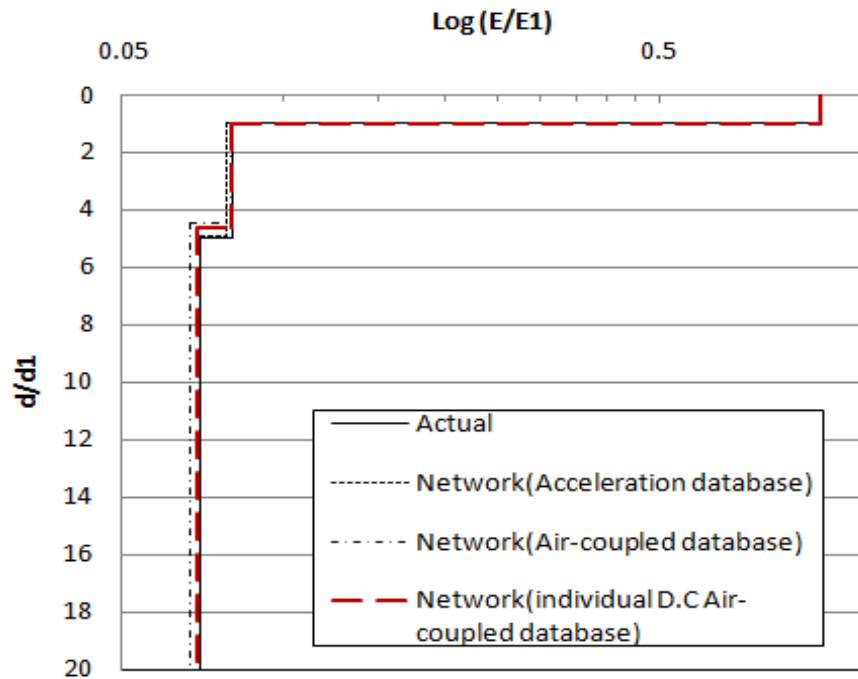 Log (E/E1)
0.05 0.5
0
2
4
6
8
10
12
14
16
18
20
d/d1
Actual
Network(Acceleration database)
Network(Air-coupled database)
Network(individual D.C Air-
coupled database)